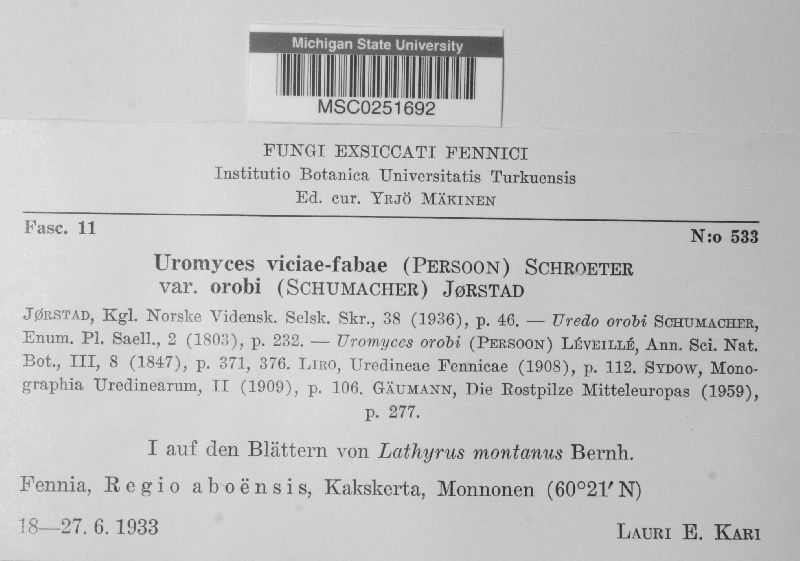 Michigan State University
MSC0251692
FUNGI EXSICCATI FENNICI
Institutio Botanica Universitatis Turkuensis
Ed. cur. YRJÖ MÄKINEN
Fasc. 11 N:o 533
Uromyces viciae-fabae (PERSOON) SCHROETER
var. orobi (SCHUMACHER) JØRSTAD
JØRSTAD, Kgl. Norske Vidensk. Selsk. Skr., 38 (1936), p. 46. — Uredo orobi SCHUMACHER,
Enum. Pl. Saell., 2 (1803), p. 232. — Uromyces orobi (PERSOON) LÉVEILLÉ, Ann. Sci. Nat.
Bot., III, 8 (1847), p. 371, 376. LIRO, Uredineae Fennicae (1908), p. 112. SYDOW, Mono-
graphia Uredinearum, II (1909), p. 106. GÄUMANN, Die Rostpilze Mitteleuropas (1959),
p. 277.
I auf den Blättern von Lathyrus montanus Bernh.
Fennia, Regio aboënsis, Kakskerta, Monnonen (60°21′ N)
18—27. 6. 1933 LAURI E. KARI